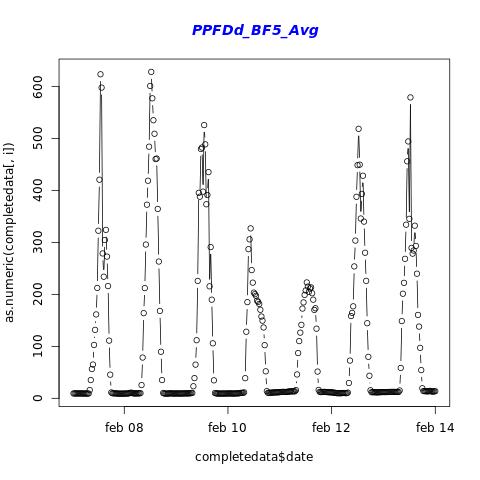 PPFDd_BF5_Avg
as.numeric(completedata[, i])
600
500
400
300
200
100
0
feb 08 feb 10 feb 12 feb 14
completedata$date